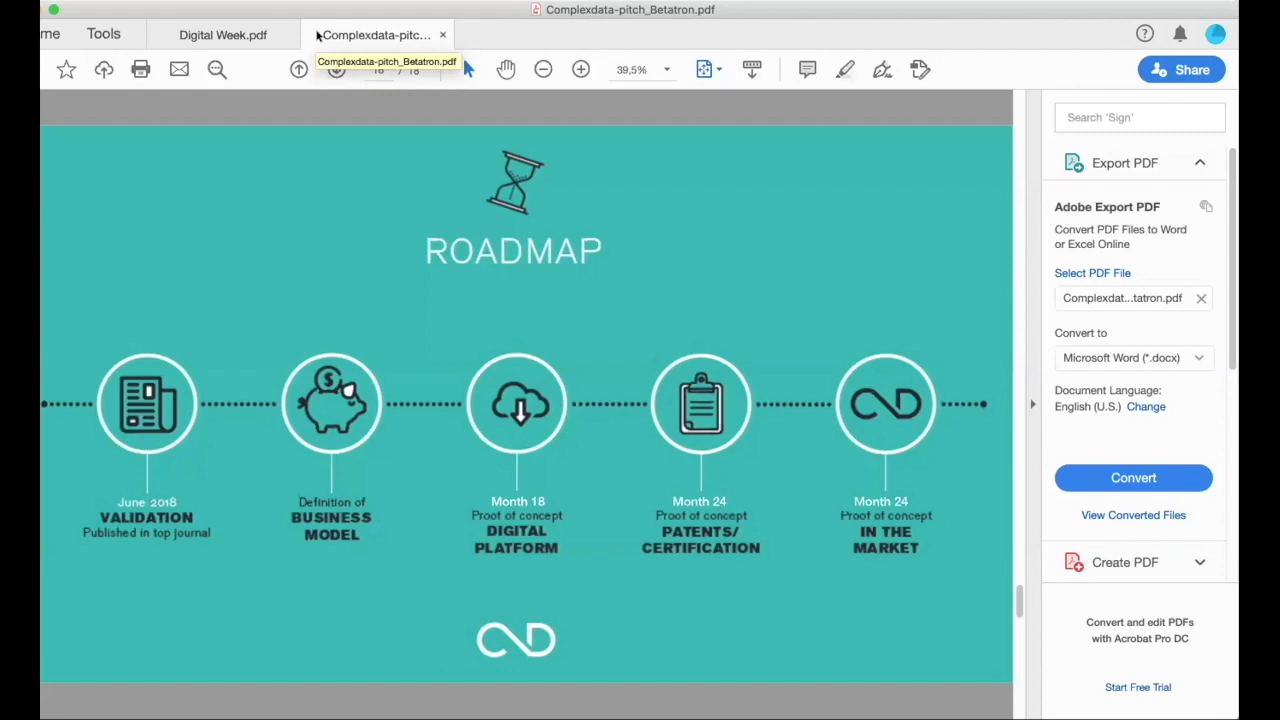 Complexdata-pitch_Betatron.pdf
me
Tools
Digital Week.pdf
Complexdata-pitc... ×
Complexdata-pitch_Betatron.pdf
16 / 18
39,5%
Share
Search 'Sign'
Export PDF
Adobe Export PDF
Convert PDF Files to Word
or Excel Online
Select PDF File
Complexdat...tatron.pdf
Convert to
Microsoft Word (*.docx)
Document Language:
English (U.S.) Change
Convert
View Converted Files
Create PDF
Convert and edit PDFs
with Acrobat Pro DC
Start Free Trial
ROADMAP
June 2018
VALIDATION
Published in top journal
Definition of
BUSINESS
MODEL
Month 18
Proof of concept
DIGITAL
PLATFORM
Month 24
Proof of concept
PATENTS/
CERTIFICATION
Month 24
Proof of concept
IN THE
MARKET